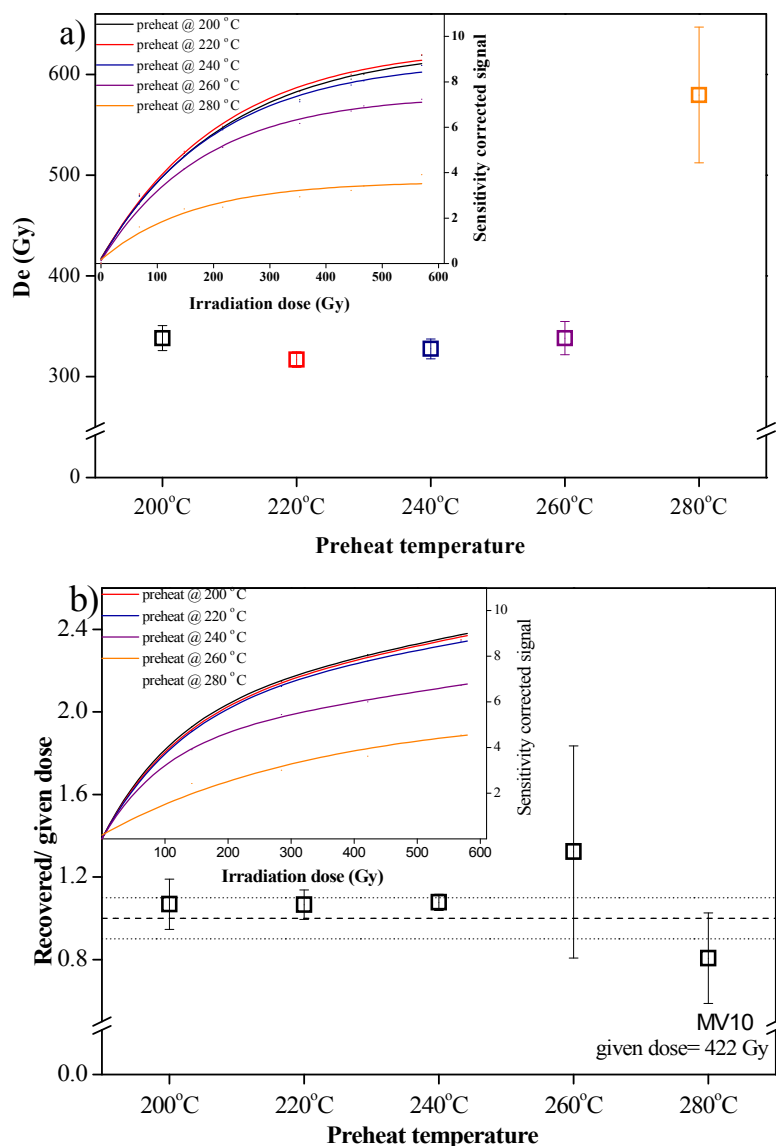 a)
preheat @ 200 °C
preheat @ 220 °C
preheat @ 240 °C
preheat @ 260 °C
preheat @ 280 °C
10
8
6
4
2
0
Sensitivity corrected signal
0 100 200 300 400 500 600
Irradiation dose (Gy)
600
500
400
300
0
De (Gy)
200°C 220°C 240°C 260°C 280°C
Preheat temperature
b)
preheat @ 200 °C
preheat @ 220 °C
preheat @ 240 °C
preheat @ 260 °C
preheat @ 280 °C
10
8
6
4
2
Sensitivity corrected signal
100 200 300 400 500 600
Irradiation dose (Gy)
2.4
2.0
1.6
1.2
0.8
0.0
Recovered/ given dose
MV10
given dose= 422 Gy
200°C 220°C 240°C 260°C 280°C
Preheat temperature